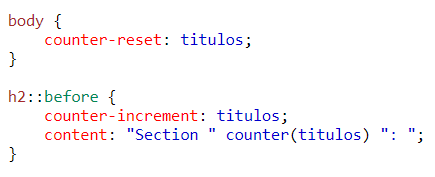 body {
    counter-reset: titulos;
}

h2::before {
    counter-increment: titulos;
    content: "Section " counter(titulos) ": ";
}